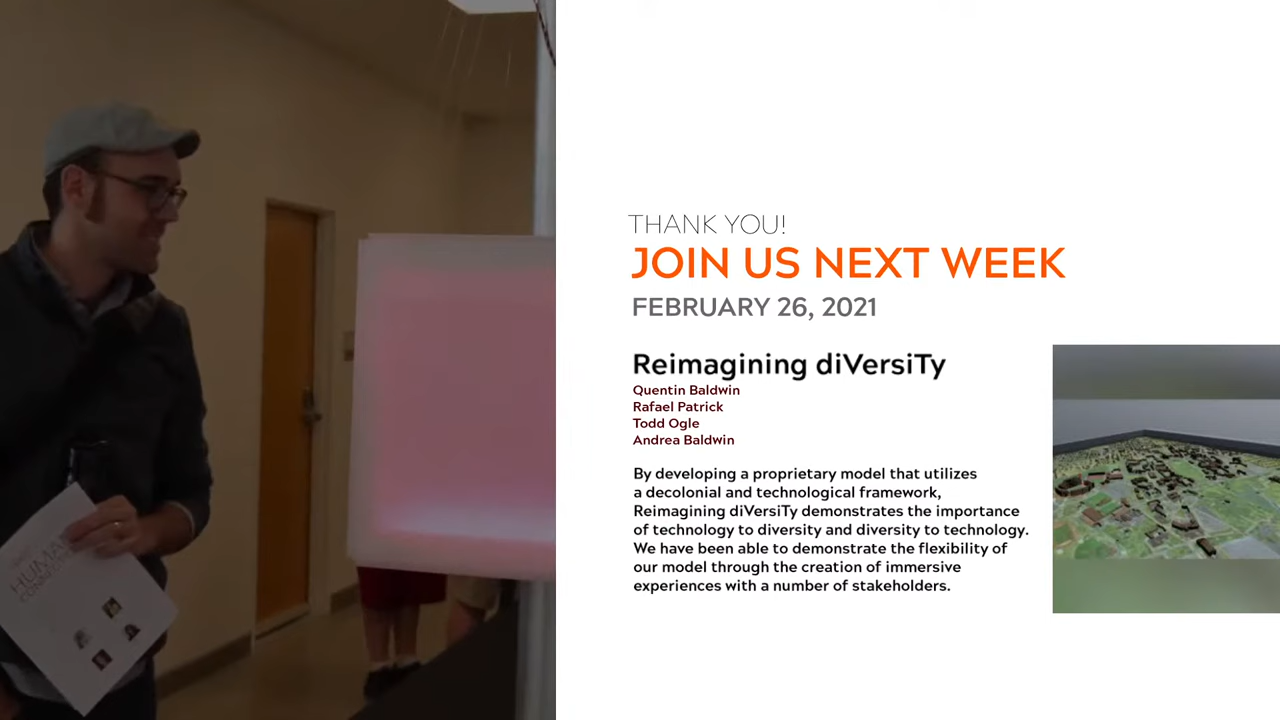 THANK YOU!
JOIN US NEXT WEEK
FEBRUARY 26, 2021
Reimagining diVersiTy
Quentin Baldwin
Rafael Patrick
Todd Ogle
Andrea Baldwin
By developing a proprietary model that utilizes
a decolonial and technological framework,
Reimagining diVersiTy demonstrates the importance
of technology to diversity and diversity to technology.
We have been able to demonstrate the flexibility of
our model through the creation of immersive
experiences with a number of stakeholders.